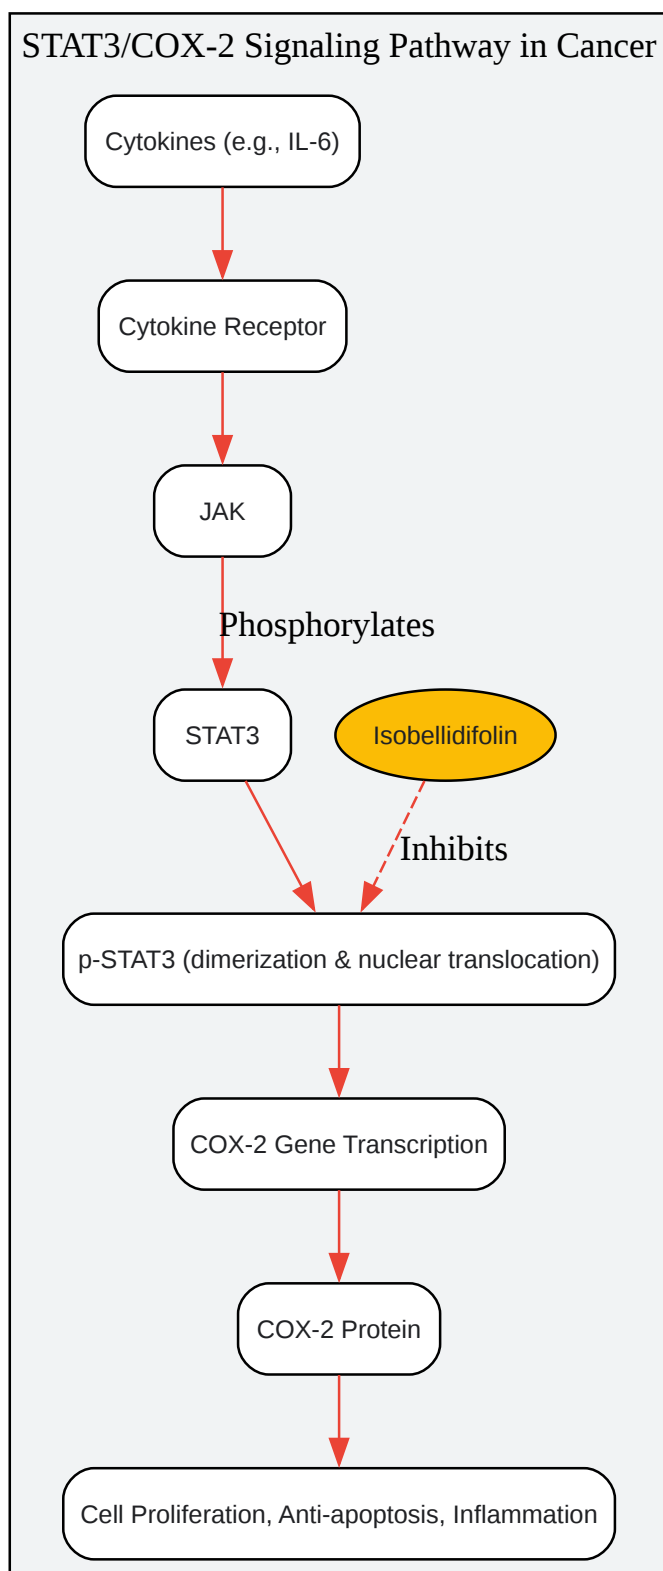 STAT3/COX-2 Signaling Pathway in Cancer
Cytokines (e.g., IL-6)
Cytokine Receptor
JAK
Phosphorylates
STAT3
Isobellidifolin
Inhibits
p-STAT3 (dimerization & nuclear translocation)
COX-2 Gene Transcription
COX-2 Protein
Cell Proliferation, Anti-apoptosis, Inflammation